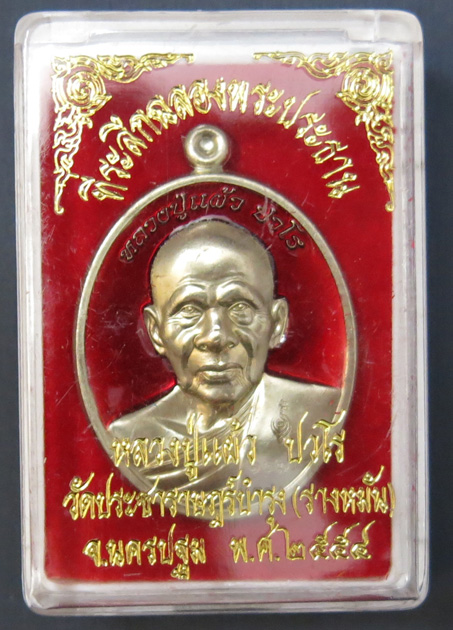 ที่ระลึกฉลองพระประธาน
หลวงปู่แผ้ว ปวโร
หลวงปู่แผ้ว ปวโร
วัดประชาราษฎร์บำรุง (รางหมัน)
จ.นครปฐม พ.ศ.๒๕๕๔